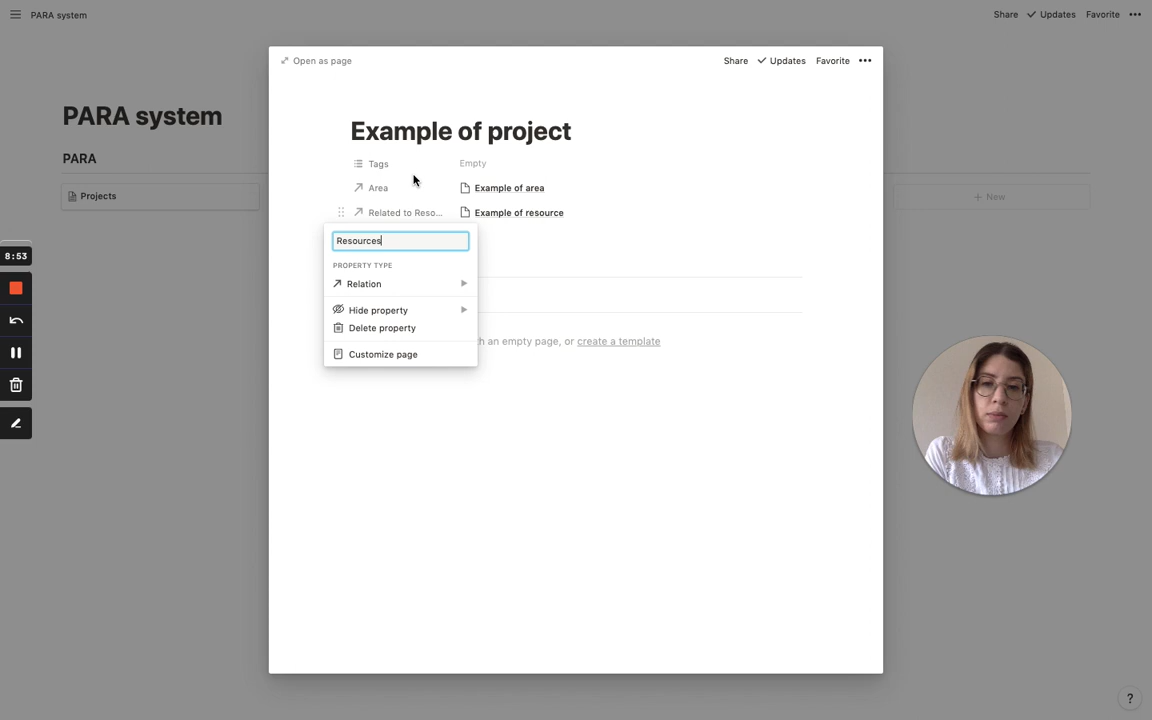 PARA system
Share Updates Favorite
Open as page
Share Updates Favorite
PARA system
Example of project
PARA
Tags Empty
Area Example of area
Projects
New
Related to Reso... Example of resource
Resources
8:53
PROPERTY TYPE
Relation
Hide property
Delete property
h an empty page, or create a template
Customize page
?